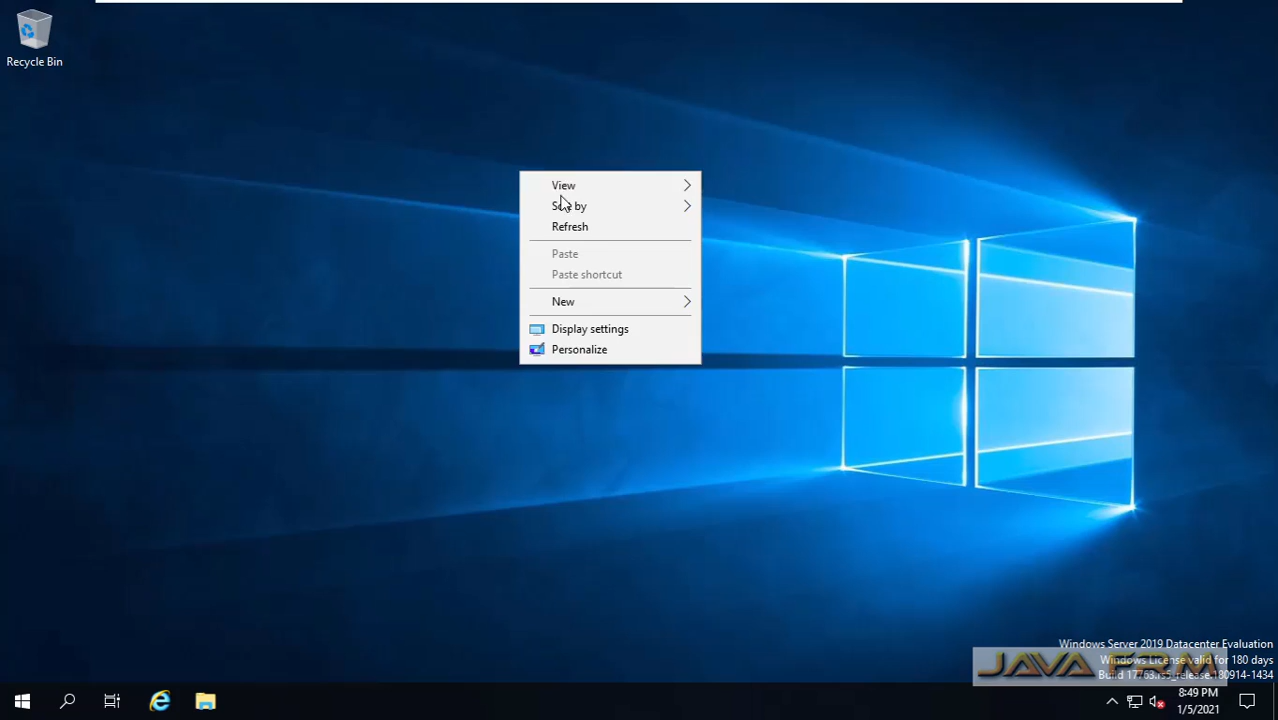 Recycle Bin
View
Sort by
Refresh
Paste
Paste shortcut
New
Display settings
Personalize
Windows Server 2019 Datacenter Evaluation
Windows License valid for 180 days
Build 17763.rs5_release.180914-1434
JAVA FRM
8:49 PM
1/5/2021